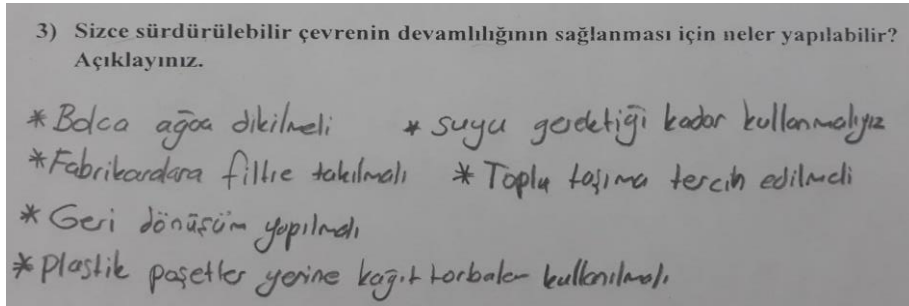 3) Sizce sürdürülebilir çevrenin devamlılığının sağlanması için neler yapılabilir?
Açıklayınız.
* Bolca ağaç dikilmeli * suyu gerektiği kadar kullanmalıyız
* Fabrikardara filtre takılmalı * Toplu taşıma tercih edilmeli
* Geri dönüşüm yapılmalı
* Plastik poşetler yerine kağıt torbalar kullanılmalı